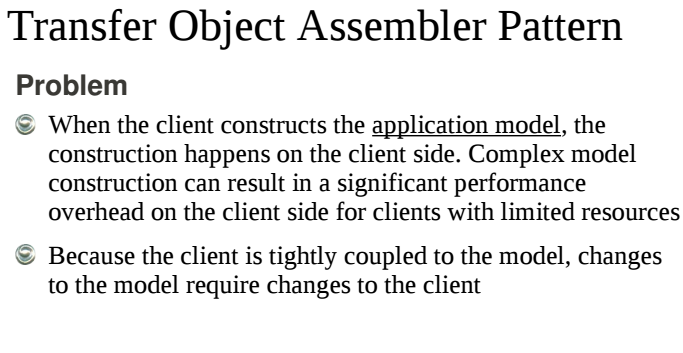 Transfer Object Assembler Pattern
Problem
When the client constructs the application model, the
construction happens on the client side. Complex model
construction can result in a significant performance
overhead on the client side for clients with limited resources
Because the client is tightly coupled to the model, changes
to the model require changes to the client